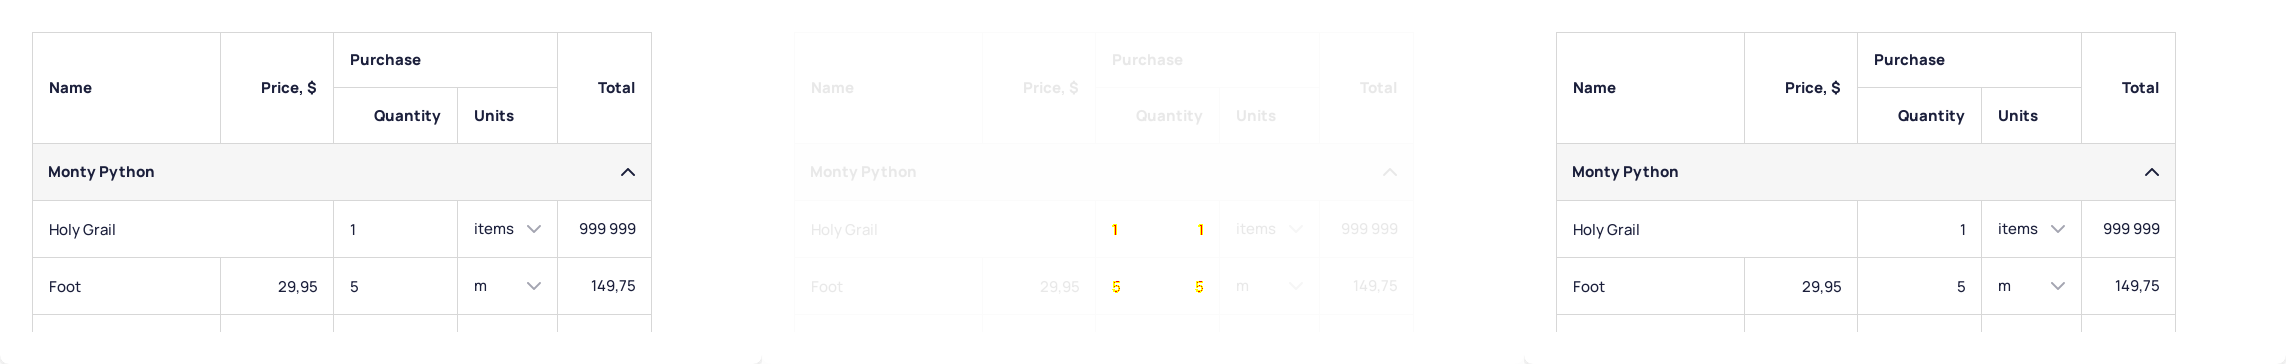 Purchase
Name Price, $ Total
Quantity Units
Monty Python
Holy Grail 1 items 999 999
Foot 29,95 5 m 149,75
Purchase
Name Price, $ Total
Quantity Units
Monty Python
Holy Grail 1 1 items 999 999
Foot 29,95 5 5 m 149,75
Purchase
Name Price, $ Total
Quantity Units
Monty Python
Holy Grail 1 items 999 999
Foot 29,95 5 m 149,75